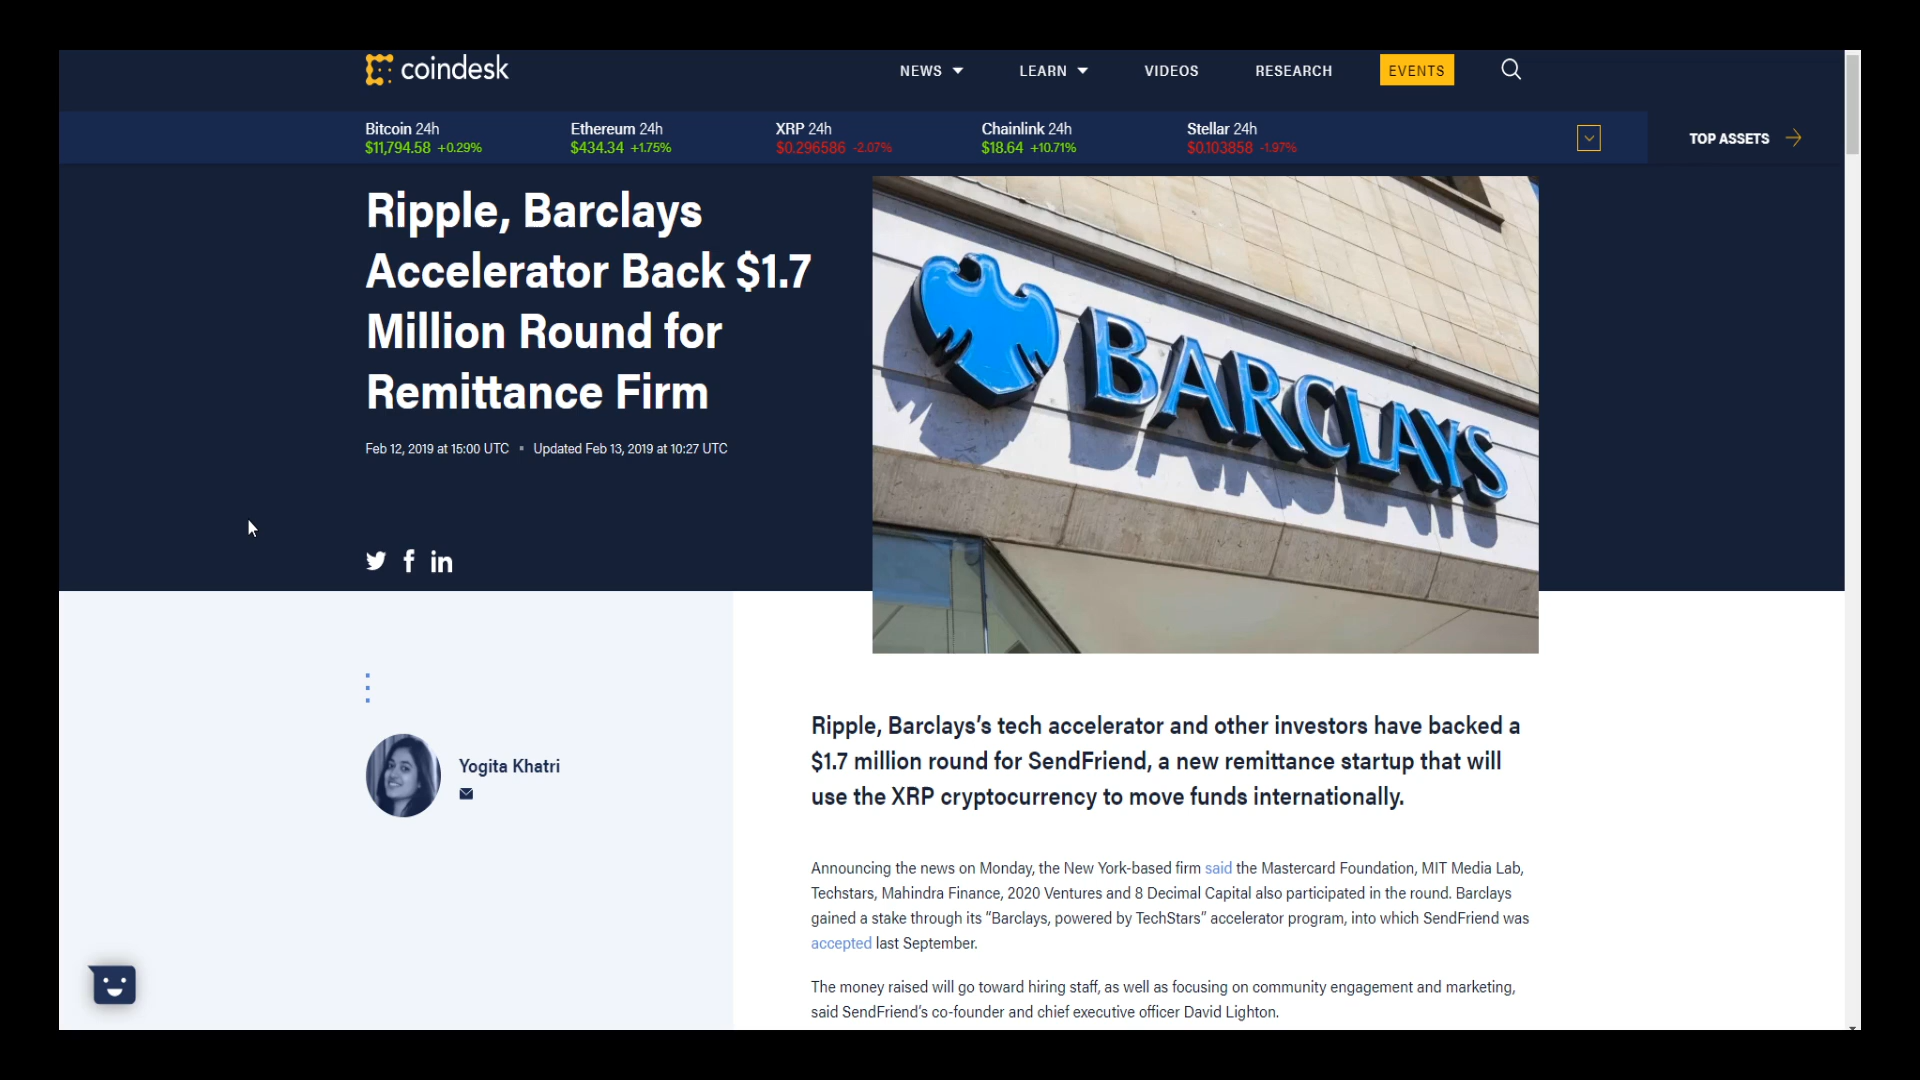 coindesk
NEWS
LEARN
VIDEOS
RESEARCH
EVENTS
Bitcoin 24h
$11,794.58 +0.29%
Ethereum 24h
$434.34 +1.75%
XRP 24h
$0.296586 -2.07%
Chainlink 24h
$18.64 +10.71%
Stellar 24h
$0.103858 -1.97%
TOP ASSETS
Ripple, Barclays
Accelerator Back $1.7
Million Round for
Remittance Firm
Feb 12, 2019 at 15:00 UTC ▪ Updated Feb 13, 2019 at 10:27 UTC
BARCLAYS
Yogita Khatri
Ripple, Barclays’s tech accelerator and other investors have backed a
$1.7 million round for SendFriend, a new remittance startup that will
use the XRP cryptocurrency to move funds internationally.
Announcing the news on Monday, the New York-based firm said the Mastercard Foundation, MIT Media Lab,
Techstars, Mahindra Finance, 2020 Ventures and 8 Decimal Capital also participated in the round. Barclays
gained a stake through its “Barclays, powered by TechStars” accelerator program, into which SendFriend was
accepted last September.
The money raised will go toward hiring staff, as well as focusing on community engagement and marketing,
said SendFriend’s co-founder and chief executive officer David Lighton.